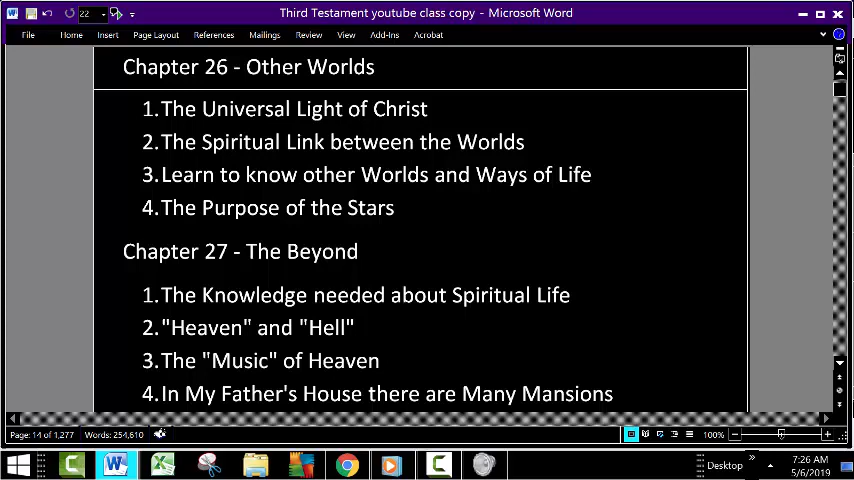 22
Third Testament youtube class copy - Microsoft Word
File Home Insert Page Layout References Mailings Review View Add-Ins Acrobat
Chapter 26 - Other Worlds
1.The Universal Light of Christ
2.The Spiritual Link between the Worlds
3.Learn to know other Worlds and Ways of Life
4.The Purpose of the Stars
Chapter 27 - The Beyond
1.The Knowledge needed about Spiritual Life
2."Heaven" and "Hell"
3.The "Music" of Heaven
4.In My Father's House there are Many Mansions
Page: 14 of 1,277 Words: 254,610 100%
Desktop
7:26 AM
5/6/2019